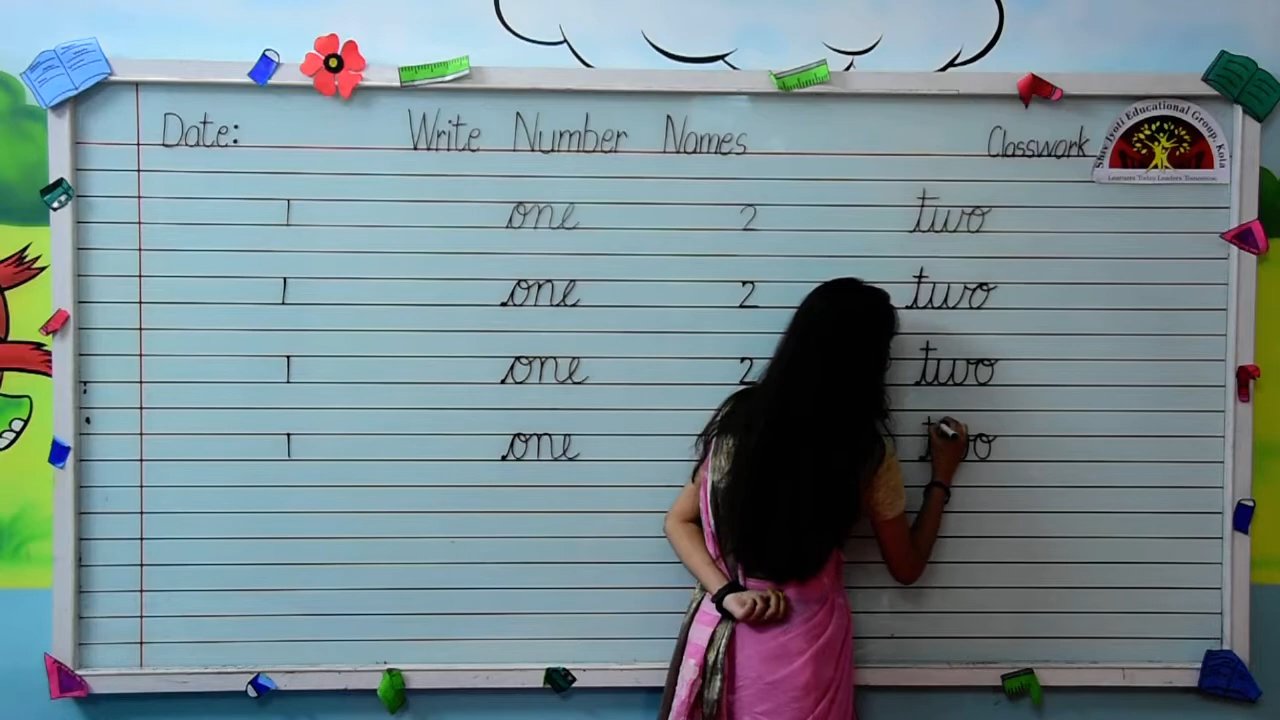 Date: Write Number Names Classwork
Shiv Jyoti Educational Group, Kota
Learners Today Leaders Tomorrow
1 one 2 two
1 one 2 two
1 one 2 two
1 one two